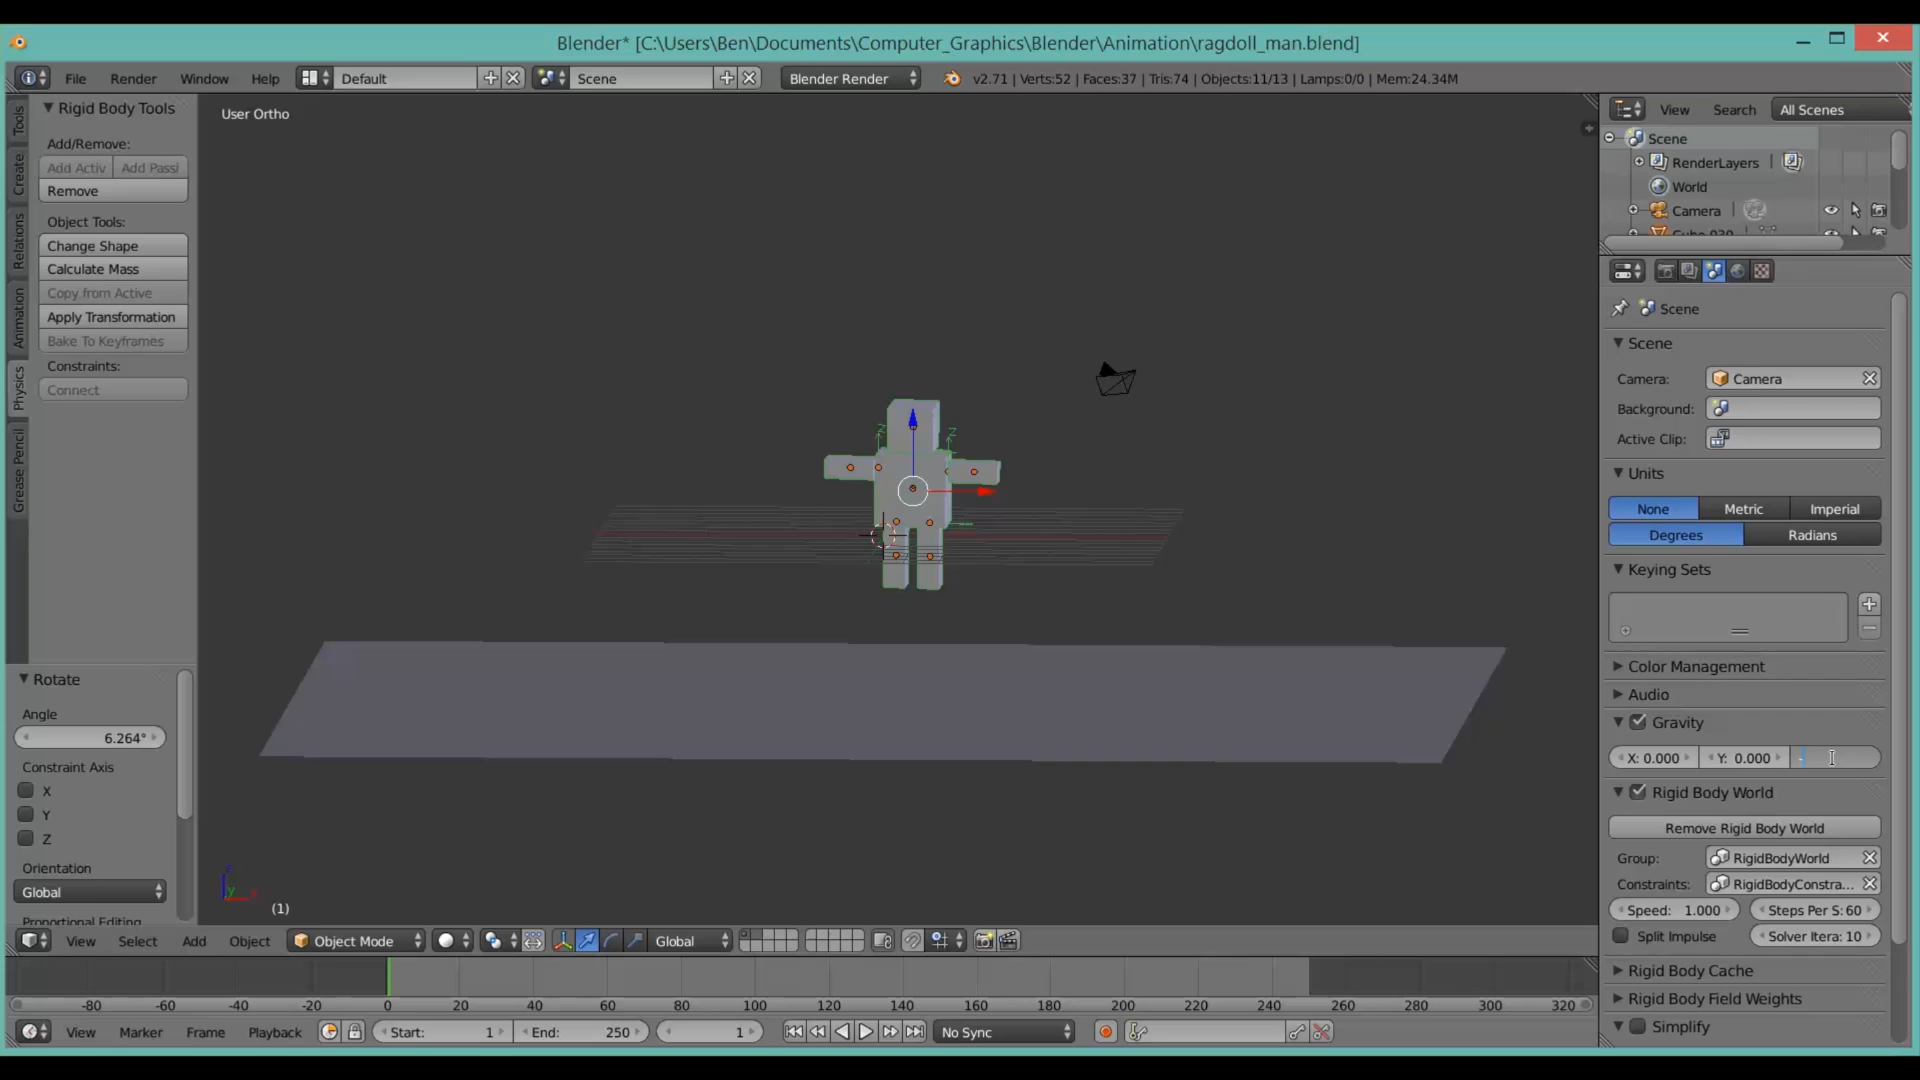 Blender* [C:\Users\Ben\Documents\Computer_Graphics\Blender\Animation\ragdoll_man.blend]
File Render Window Help Default Scene Blender Render v2.71 | Verts:52 | Faces:37 | Tris:74 | Objects:11/13 | Lamps:0/0 | Mem:24.34M
Tools
Create
Relations
Animation
Physics
Grease Pencil
Rigid Body Tools
Add/Remove:
Add Activ Add Passi
Remove
Object Tools:
Change Shape
Calculate Mass
Copy from Active
Apply Transformation
Bake To Keyframes
Constraints:
Connect
Rotate
Angle
6.264°
Constraint Axis
X
Y
Z
Orientation
Global
Proportional Editing
User Ortho
Z Z
z
y x
(1)
View Search All Scenes
Scene
RenderLayers |
World
Camera |
Cube.030
Scene
Scene
Camera: Camera
Background:
Active Clip:
Units
None Metric Imperial
Degrees Radians
Keying Sets
Color Management
Audio
Gravity
X: 0.000 Y: 0.000 -
Rigid Body World
Remove Rigid Body World
Group: RigidBodyWorld
Constraints: RigidBodyConstra...
Speed: 1.000 Steps Per S: 60
Split Impulse Solver Itera: 10
Rigid Body Cache
Rigid Body Field Weights
Simplify
View Select Add Object Object Mode Global
-80 -60 -40 -20 0 20 40 60 80 100 120 140 160 180 200 220 240 260 280 300 320
View Marker Frame Playback Start: 1 End: 250 1 No Sync